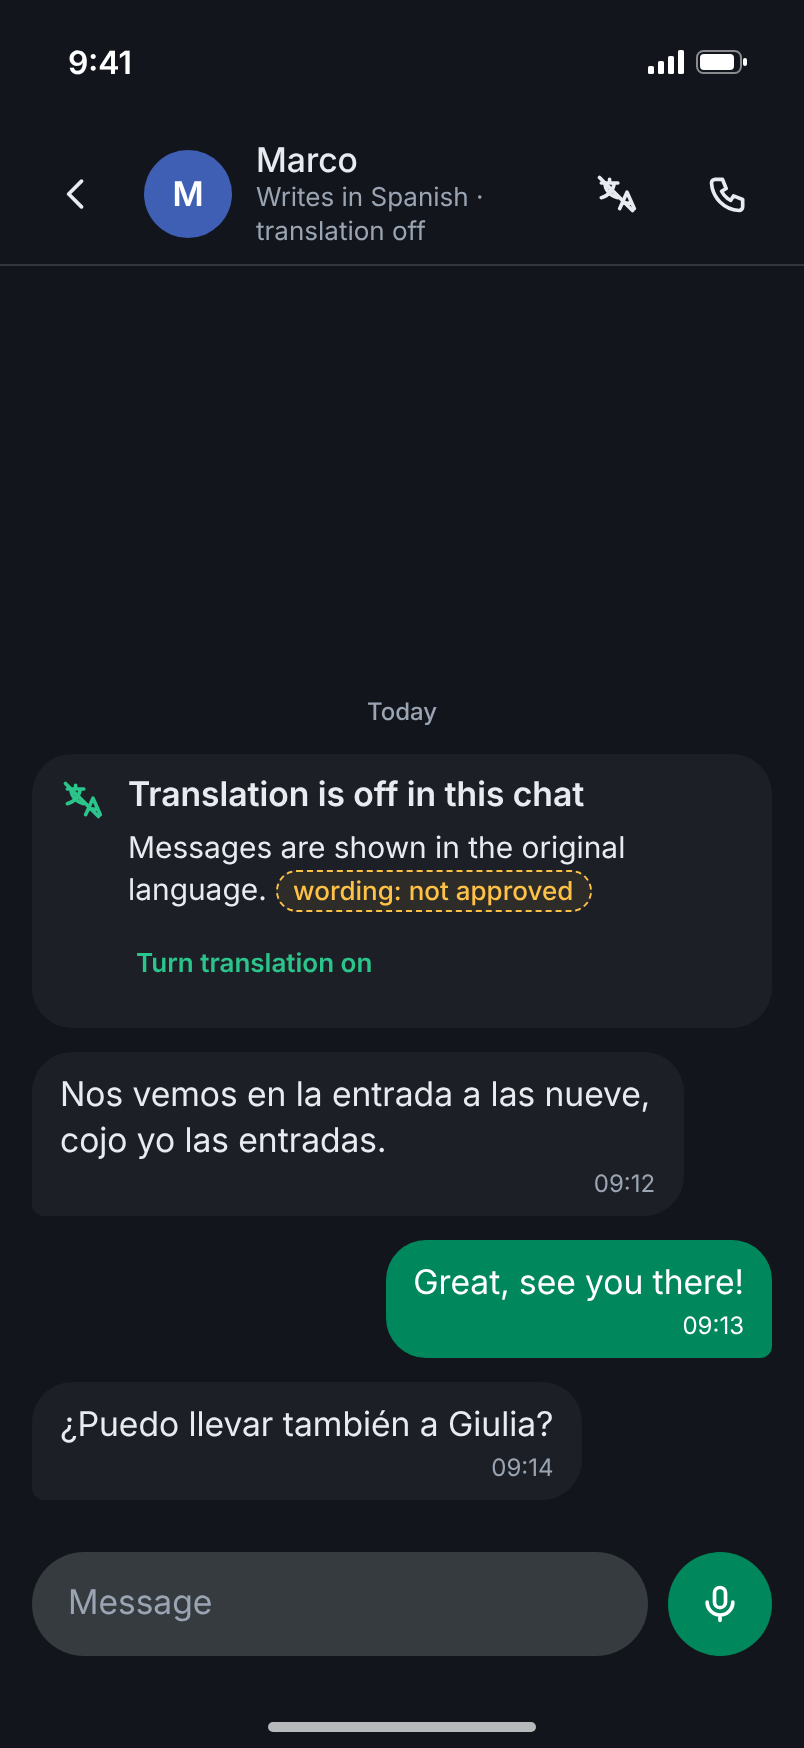 9:41
M
Marco
Writes in Spanish ·
translation off
Today
Translation is off in this chat
Messages are shown in the original
language. wording: not approved
Turn translation on
Nos vemos en la entrada a las nueve,
cojo yo las entradas.
09:12
Great, see you there!
09:13
¿Puedo llevar también a Giulia?
09:14
Message